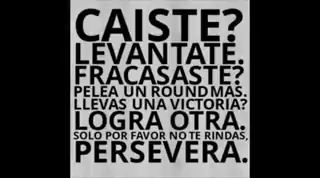 CAISTE?
LEVANTATE.
FRACASASTE?
PELEA UN ROUND MAS.
LLEVAS UNA VICTORIA?
LOGRA OTRA.
SOLO POR FAVOR NO TE RINDAS,
PERSEVERA.